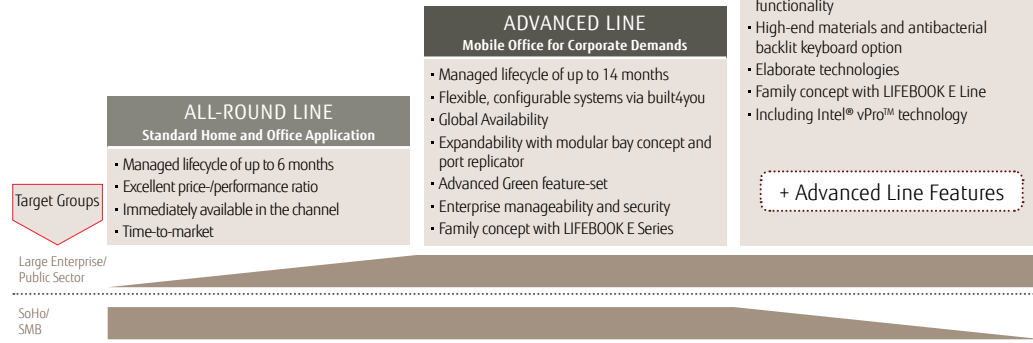 functionality
▪ High-end materials and antibacterial
backlit keyboard option
▪ Elaborate technologies
▪ Family concept with LIFEBOOK E Line
▪ Including Intel® vPro™ technology
+ Advanced Line Features
ADVANCED LINE
Mobile Office for Corporate Demands
▪ Managed lifecycle of up to 14 months
▪ Flexible, configurable systems via built4you
▪ Global Availability
▪ Expandability with modular bay concept and
port replicator
▪ Advanced Green feature-set
▪ Enterprise manageability and security
▪ Family concept with LIFEBOOK E Series
ALL-ROUND LINE
Standard Home and Office Application
▪ Managed lifecycle of up to 6 months
▪ Excellent price-/performance ratio
▪ Immediately available in the channel
▪ Time-to-market
Target Groups
Large Enterprise/
Public Sector
SoHo/
SMB